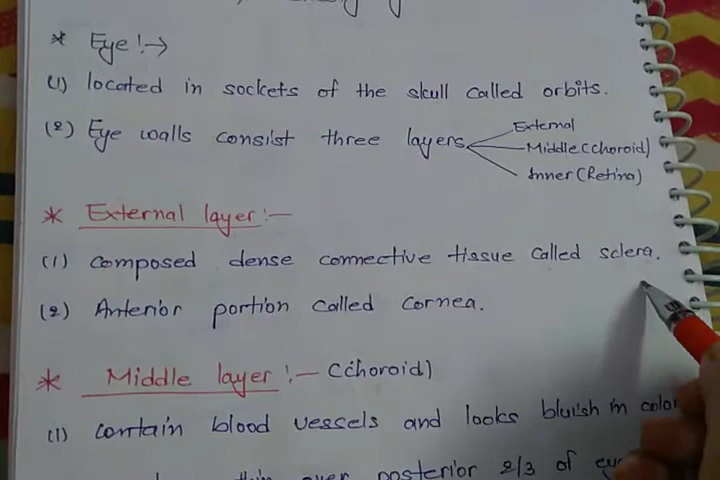 * Eye :→
(1) located in sockets of the skull called orbits.
(2) Eye walls consist three layers
External
Middle (choroid)
Inner (Retina)
* External layer :—
(1) composed dense connective tissue called sclera.
(2) Anterior portion called Cornea.
* Middle layer :— (choroid)
(1) contain blood vessels and looks bluish in color
over posterior 2/3 of